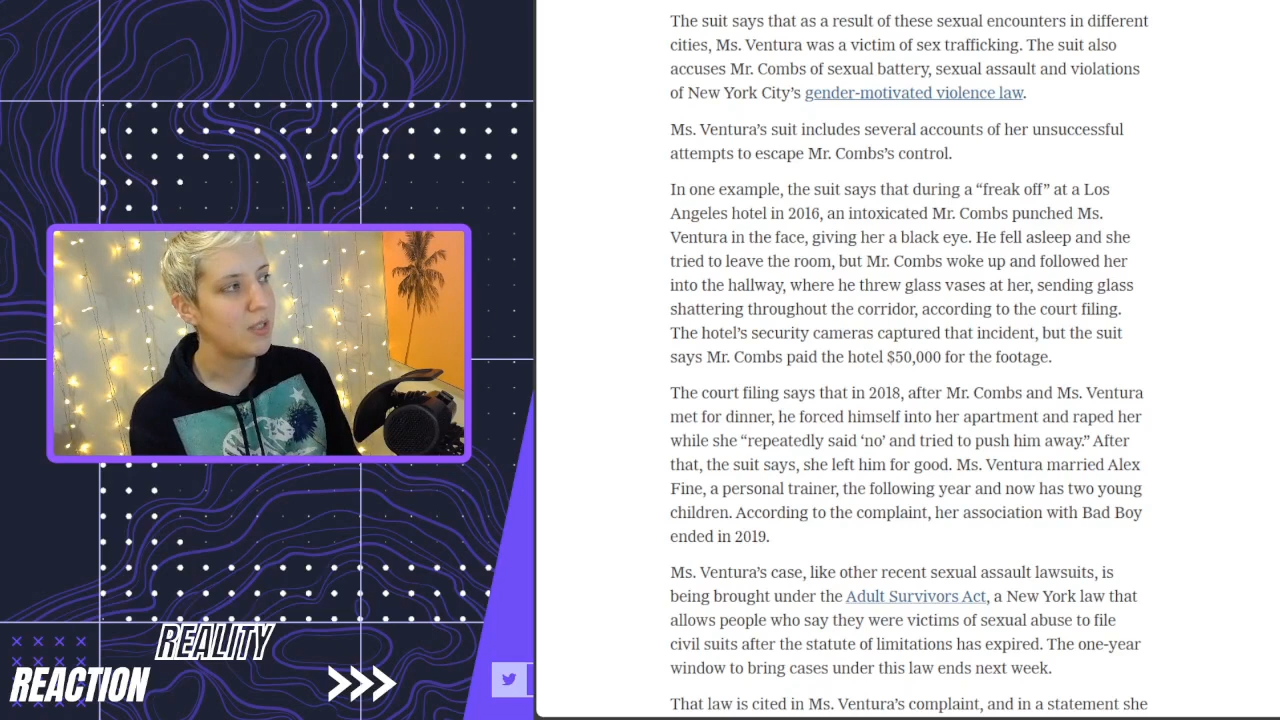 The suit says that as a result of these sexual encounters in different
cities, Ms. Ventura was a victim of sex trafficking. The suit also
accuses Mr. Combs of sexual battery, sexual assault and violations
of New York City’s gender-motivated violence law.
Ms. Ventura’s suit includes several accounts of her unsuccessful
attempts to escape Mr. Combs’s control.
In one example, the suit says that during a “freak off” at a Los
Angeles hotel in 2016, an intoxicated Mr. Combs punched Ms.
Ventura in the face, giving her a black eye. He fell asleep and she
tried to leave the room, but Mr. Combs woke up and followed her
into the hallway, where he threw glass vases at her, sending glass
shattering throughout the corridor, according to the court filing.
The hotel’s security cameras captured that incident, but the suit
says Mr. Combs paid the hotel $50,000 for the footage.
The court filing says that in 2018, after Mr. Combs and Ms. Ventura
met for dinner, he forced himself into her apartment and raped her
while she “repeatedly said ‘no’ and tried to push him away.” After
that, the suit says, she left him for good. Ms. Ventura married Alex
Fine, a personal trainer, the following year and now has two young
children. According to the complaint, her association with Bad Boy
ended in 2019.
Ms. Ventura’s case, like other recent sexual assault lawsuits, is
being brought under the Adult Survivors Act, a New York law that
allows people who say they were victims of sexual abuse to file
civil suits after the statute of limitations has expired. The one-year
window to bring cases under this law ends next week.
That law is cited in Ms. Ventura’s complaint, and in a statement she
REALITY
REACTION